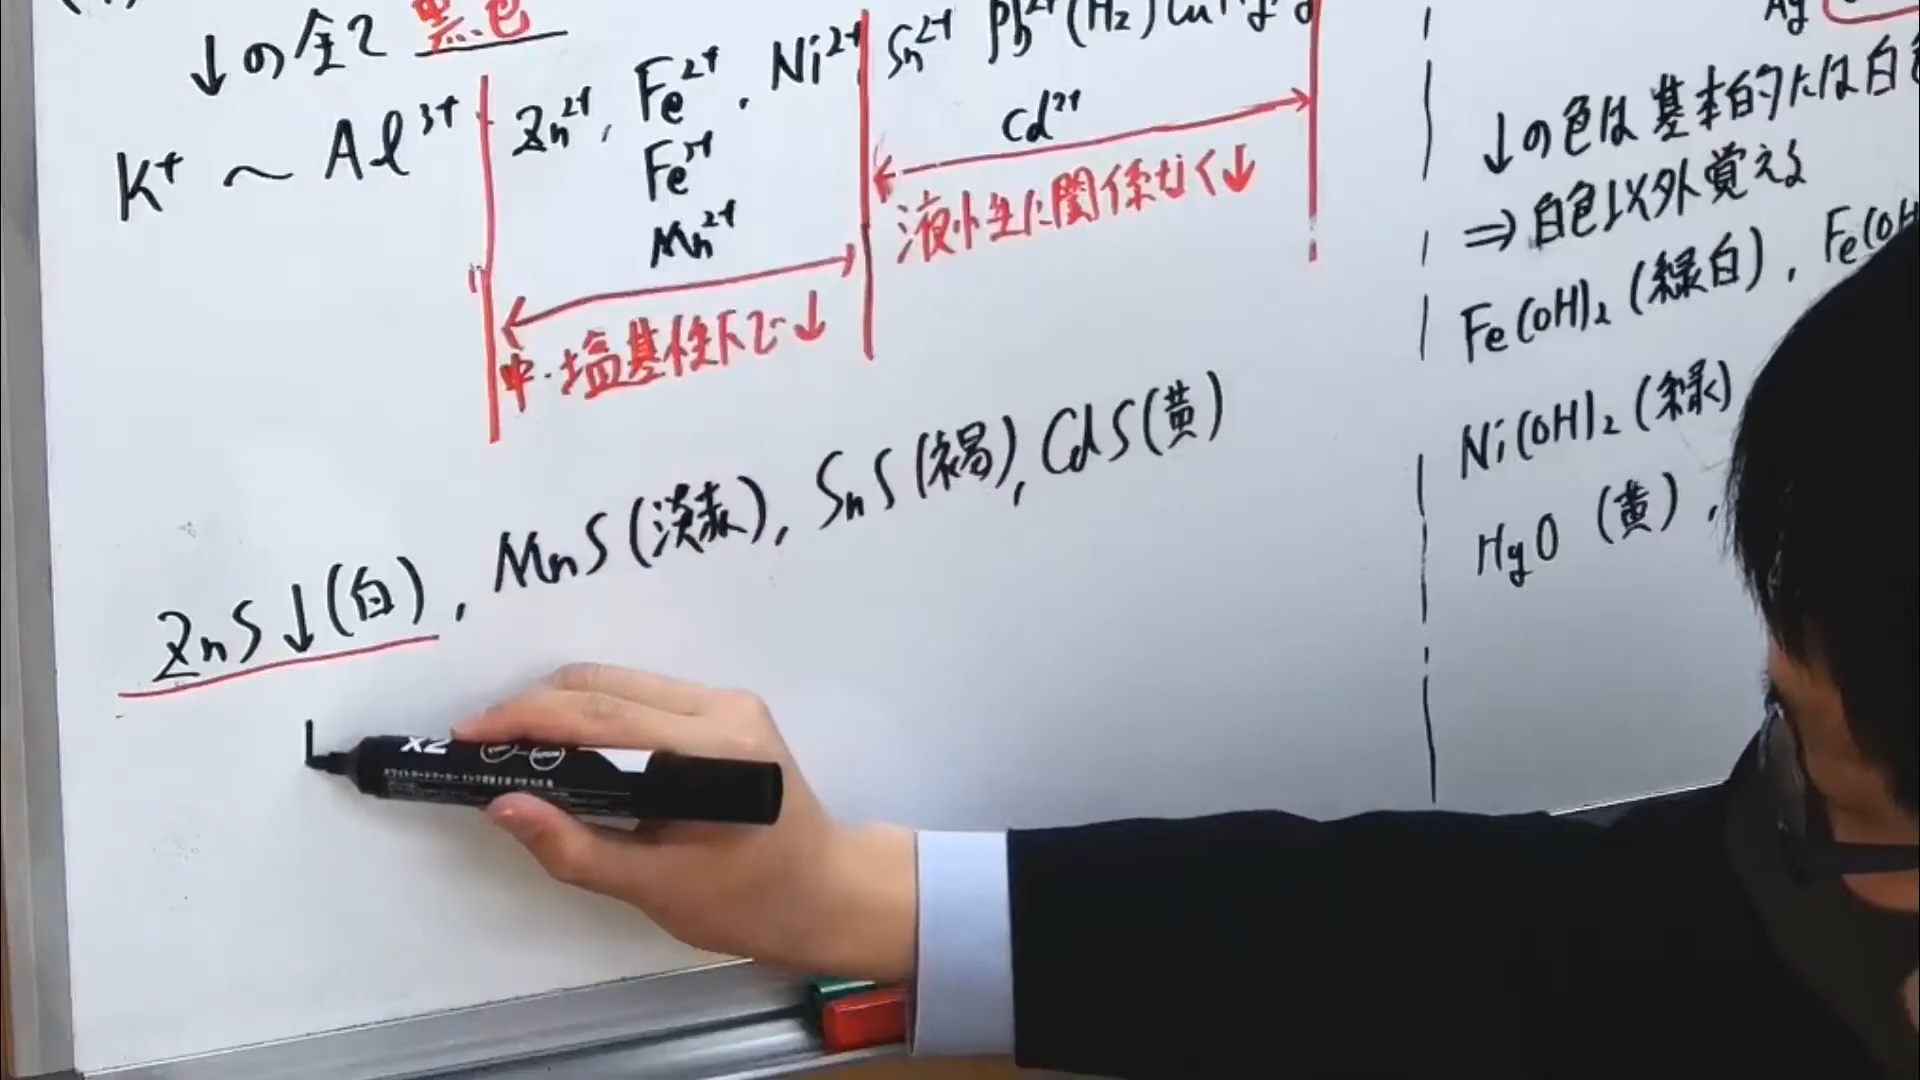 ↓の全て 黒色
K⁺ ～ Al³⁺ Zn²⁺, Fe²⁺, Ni²⁺ Sn²⁺ Pb²⁺ (H₂) Cu
Fe³⁺ Cd²⁺
Mn²⁺
液性に関係なく↓
中・塩基性下で↓
ZnS↓(白), MnS(淡赤), SnS(褐), CdS(黄)
Ag
↓の色は基本的には白色
⇒ 白色以外覚える
Fe(OH)₂ (緑白), Fe(OH
Ni(OH)₂ (緑)
HgO (黄),
X2